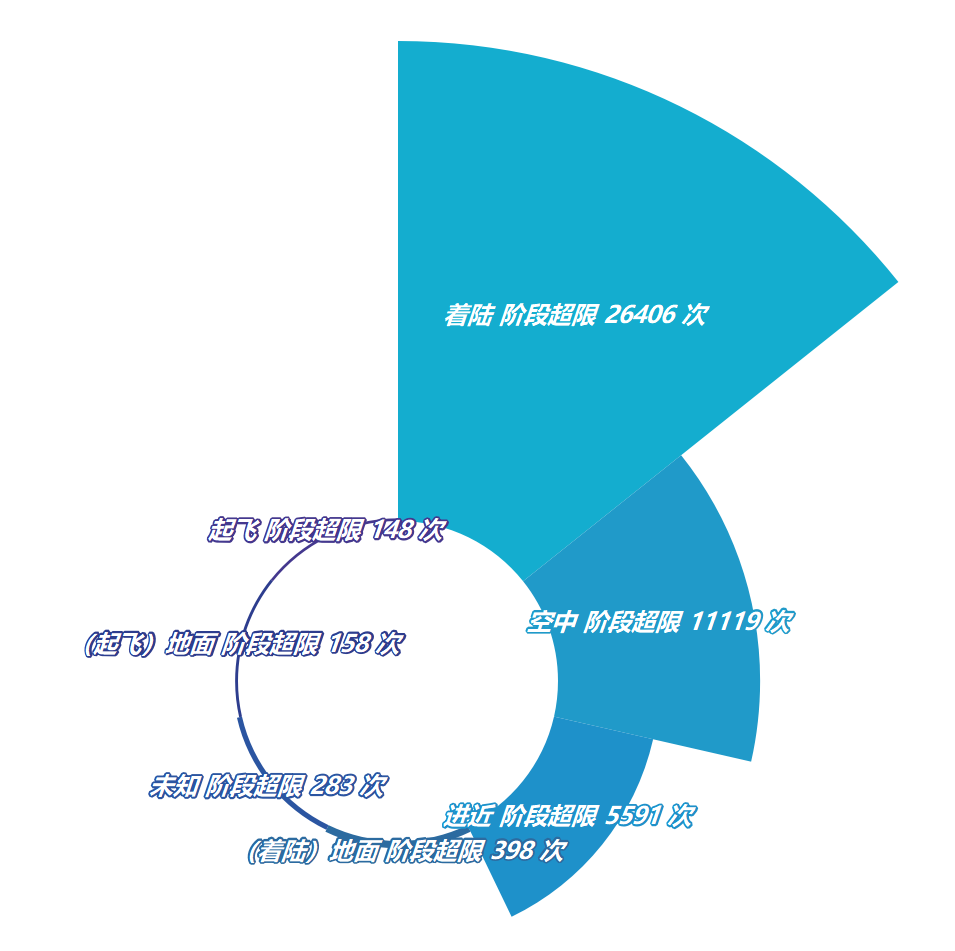 着陆 阶段超限 26406 次
起飞 阶段超限 148 次
空中 阶段超限 11119 次
(起飞）地面 阶段超限 158 次
未知 阶段超限 283 次
进近 阶段超限 5591 次
(着陆）地面 阶段超限 398 次